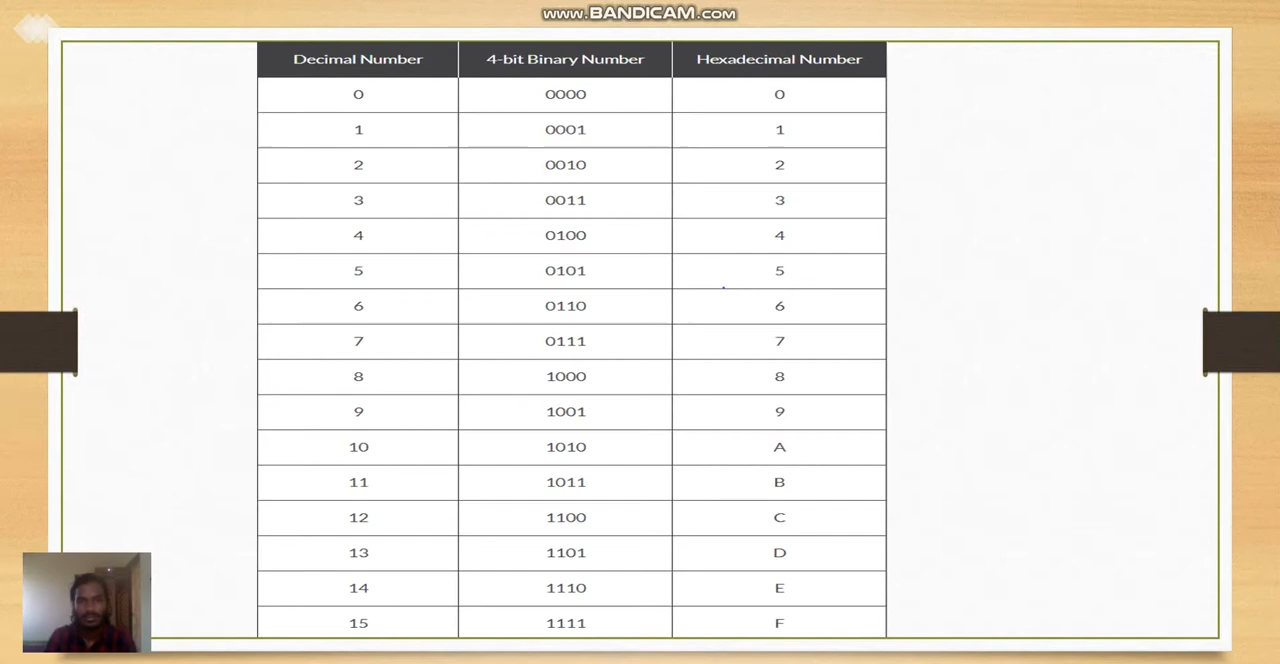 www.BANDICAM.com
Decimal Number 4-bit Binary Number Hexadecimal Number
0 0000 0
1 0001 1
2 0010 2
3 0011 3
4 0100 4
5 0101 5
6 0110 6
7 0111 7
8 1000 8
9 1001 9
10 1010 A
11 1011 B
12 1100 C
13 1101 D
14 1110 E
15 1111 F